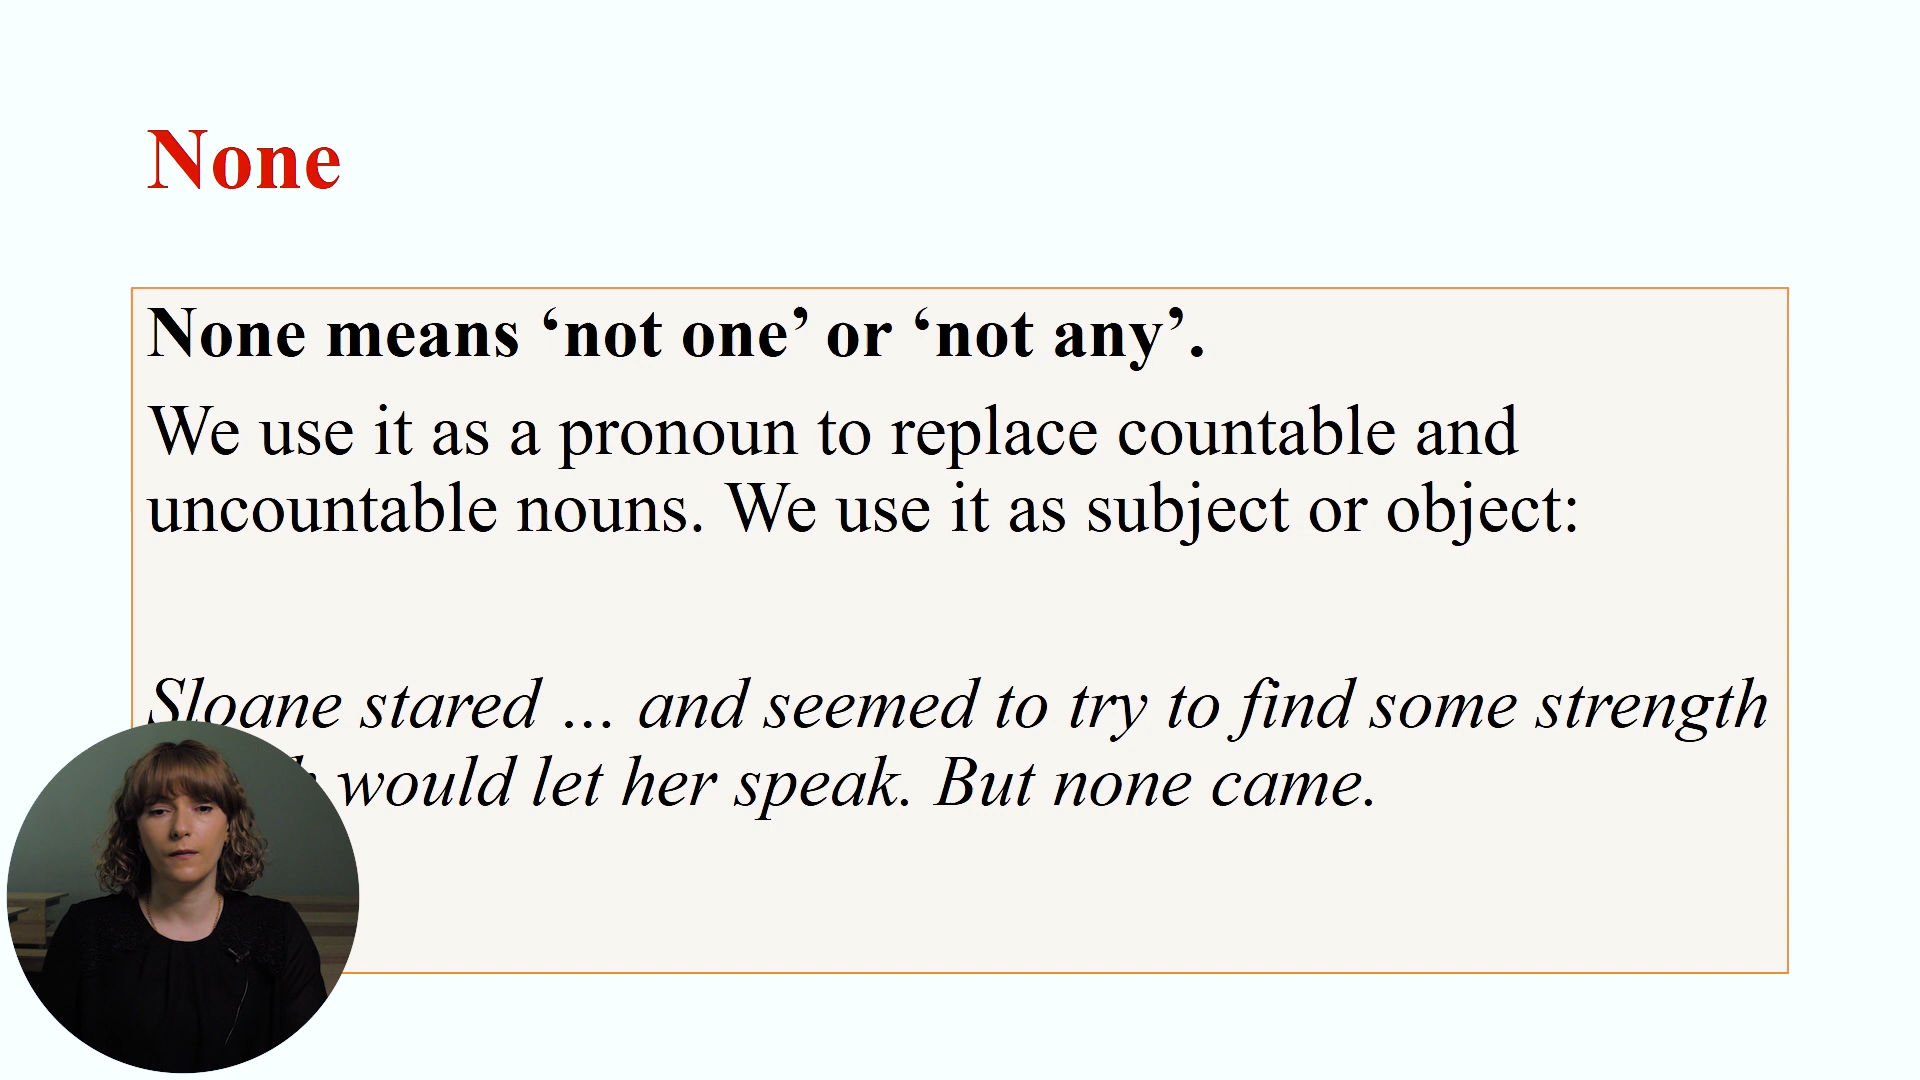 None
None means ‘not one’ or ‘not any’.
We use it as a pronoun to replace countable and
uncountable nouns. We use it as subject or object:
Sloane stared … and seemed to try to find some strength
would let her speak. But none came.